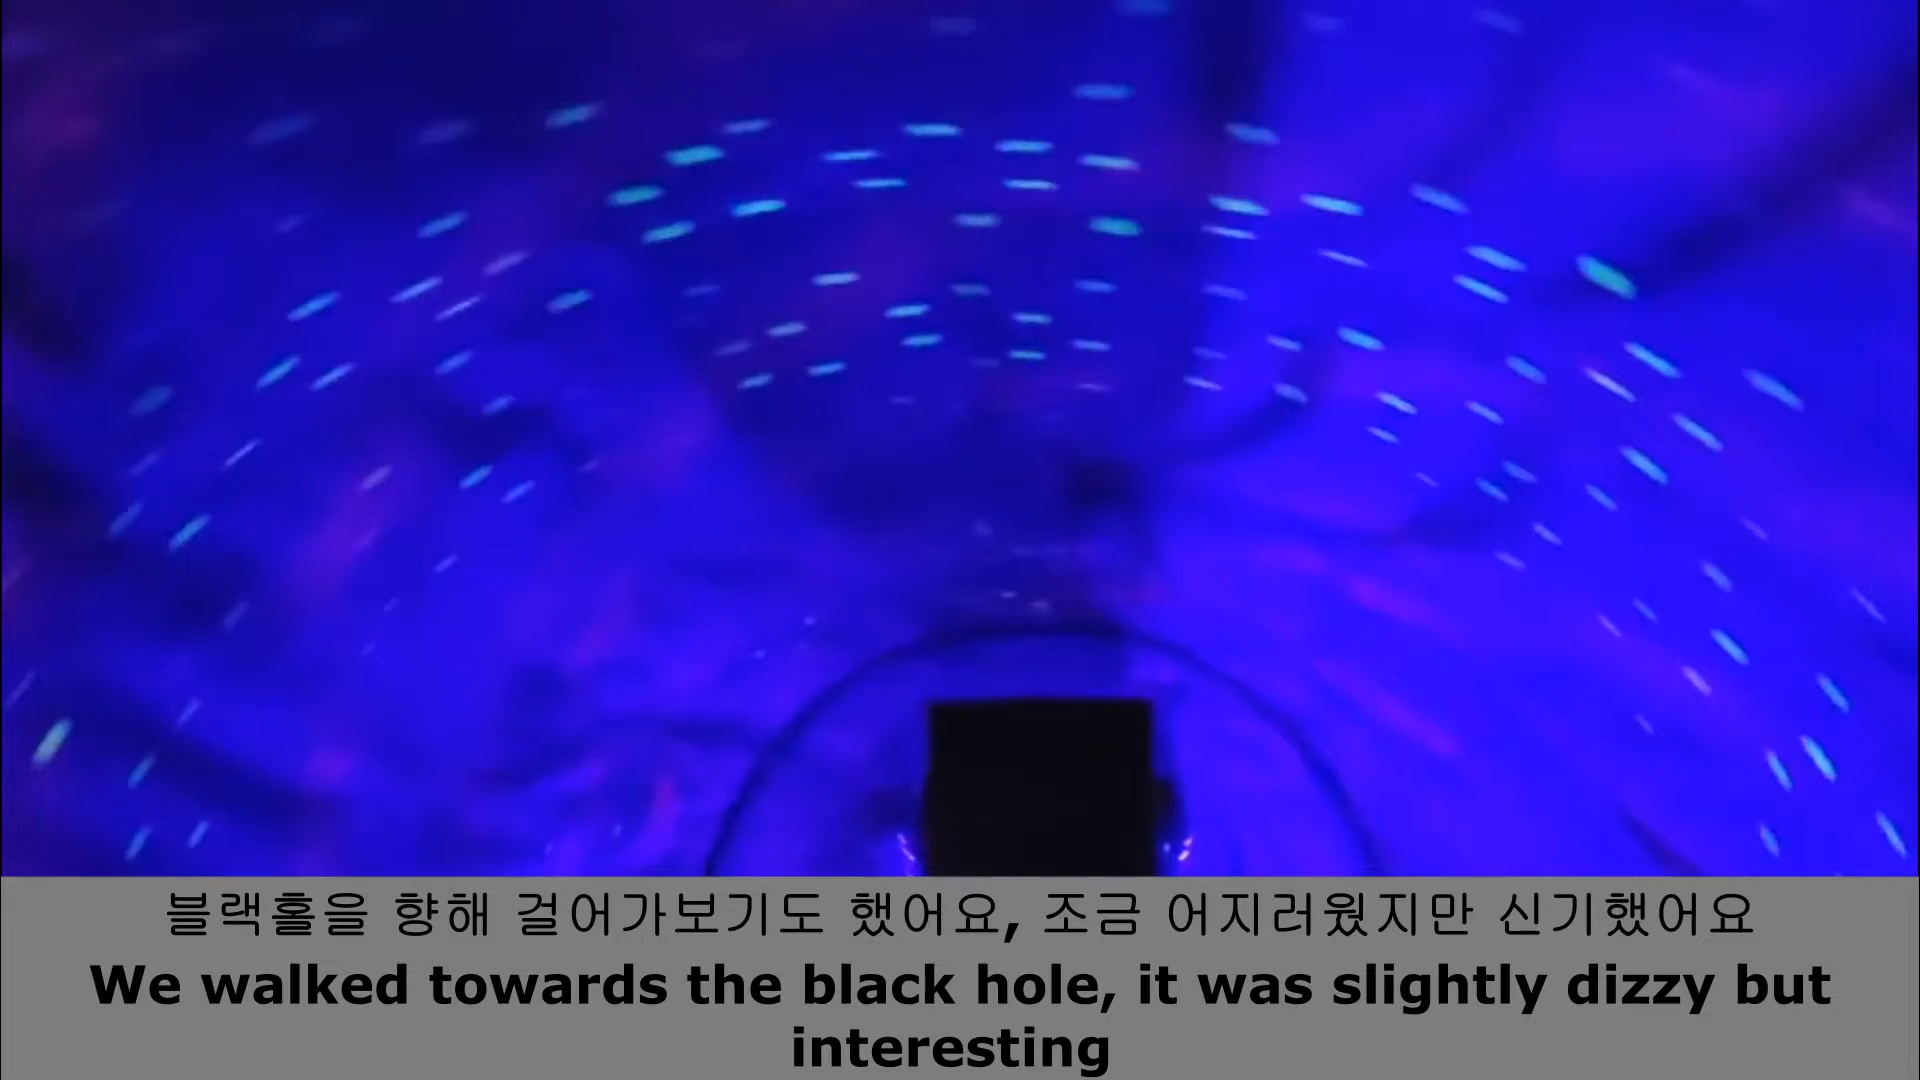 블랙홀을 향해 걸어가보기도 했어요, 조금 어지러웠지만 신기했어요
We walked towards the black hole, it was slightly dizzy but
interesting